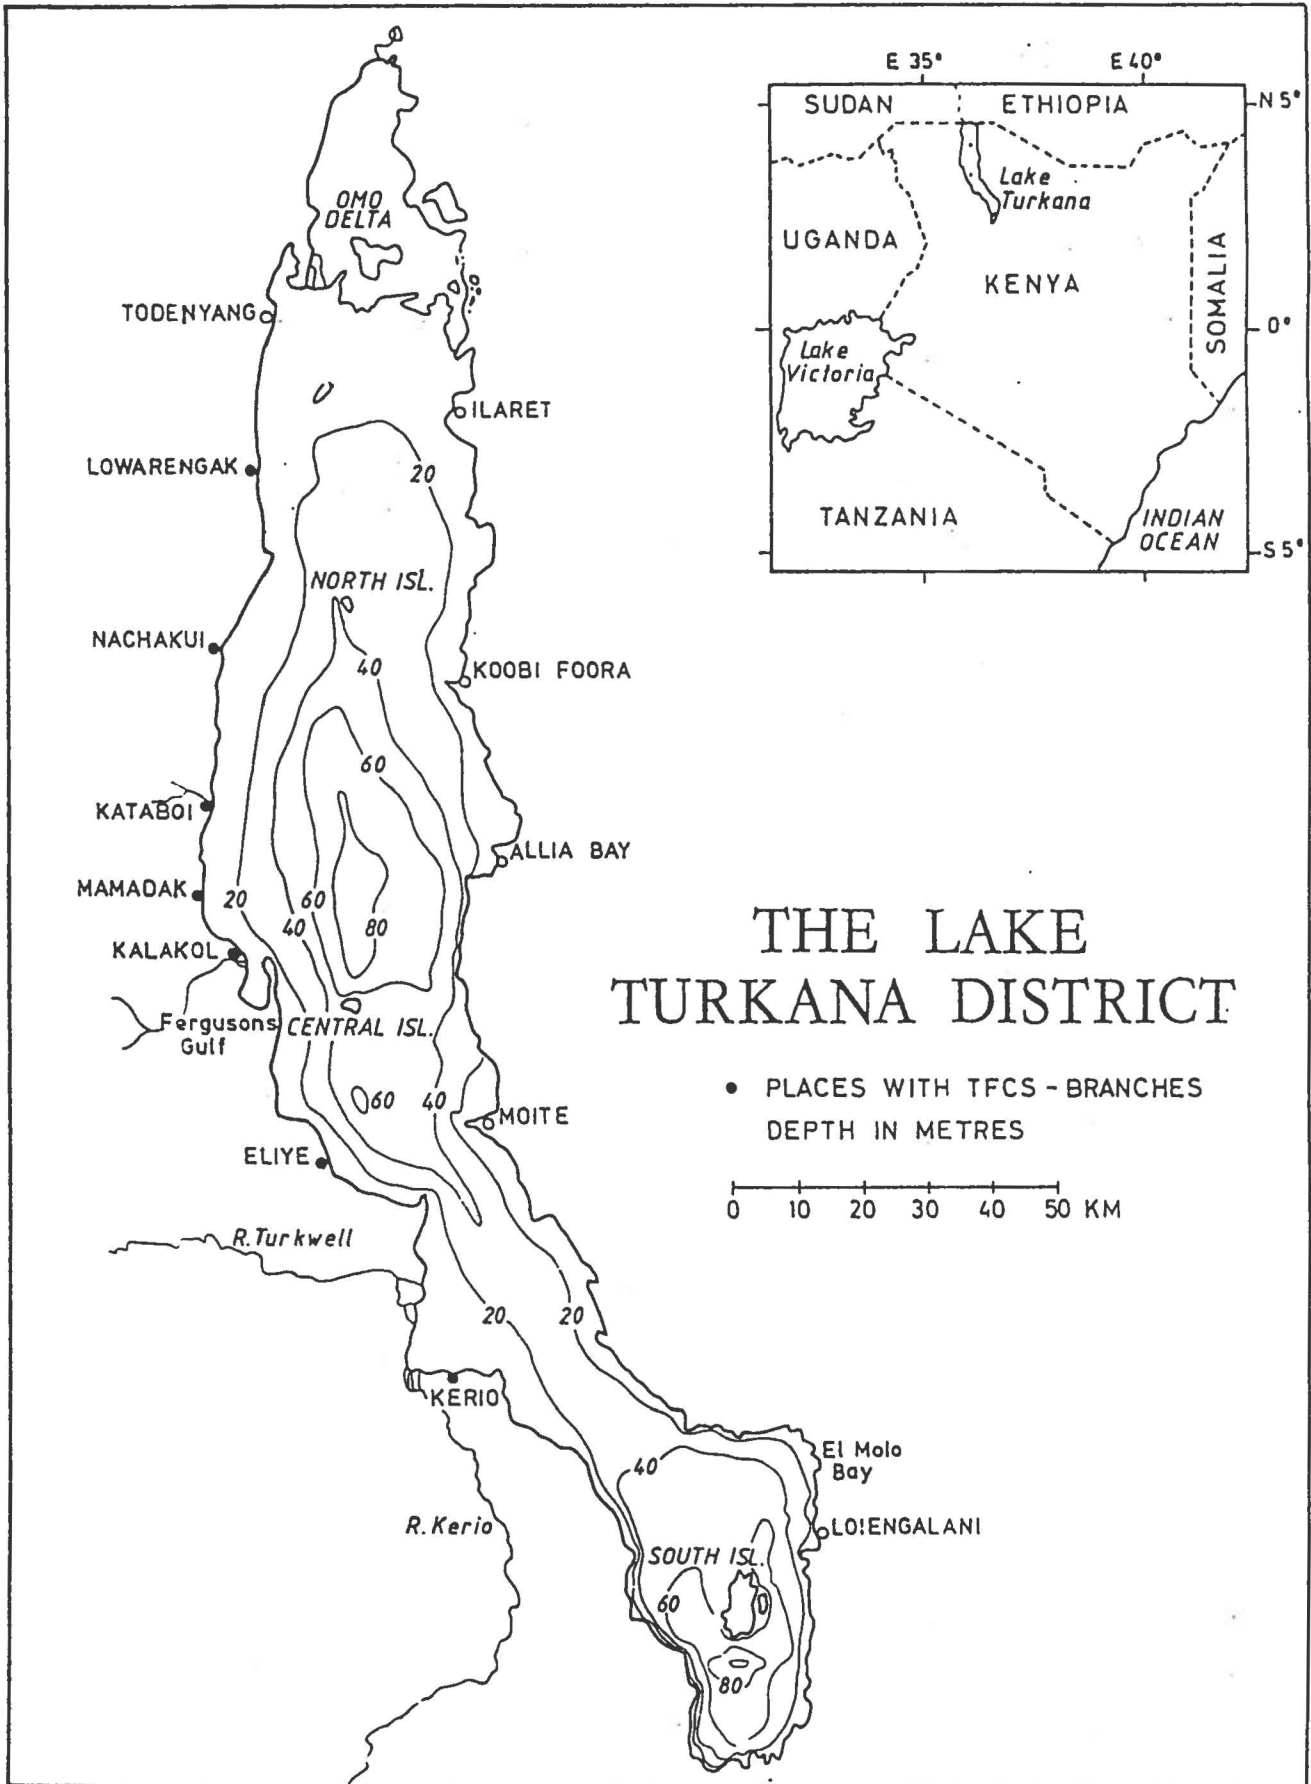 E 35°
E 40°
SUDAN
ETHIOPIA
N 5°
Lake
Turkana
UGANDA
KENYA
SOMALIA
0°
Lake
Victoria
TANZANIA
INDIAN
OCEAN
S 5°
OMO
DELTA
TODENYANG
ILARET
LOWARENGAK
20
NORTH ISL.
NACHAKUI
40
KOOBI FOORA
60
KATABOI
ALLIA BAY
MAMADAK
20
60
40
80
KALAKOL
Fergusons
Gulf
CENTRAL ISL.
60
40
MOITE
ELIYE
THE LAKE
TURKANA DISTRICT
• PLACES WITH TFCS - BRANCHES
DEPTH IN METRES
0 10 20 30 40 50 KM
R. Turkwell
20
20
KERIO
El Molo
Bay
40
R. Kerio
LOIENGALANI
SOUTH ISL.
60
80